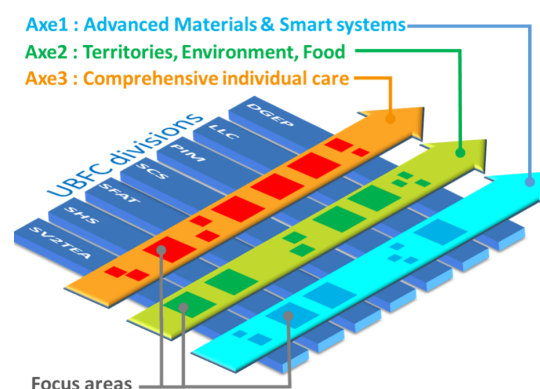 Axe1 : Advanced Materials & Smart systems
Axe2 : Territories, Environment, Food
Axe3 : Comprehensive individual care
UBFC divisions
DGEP
LLC
PIM
SCS
SFAT
SHS
SV2TEA
Focus areas